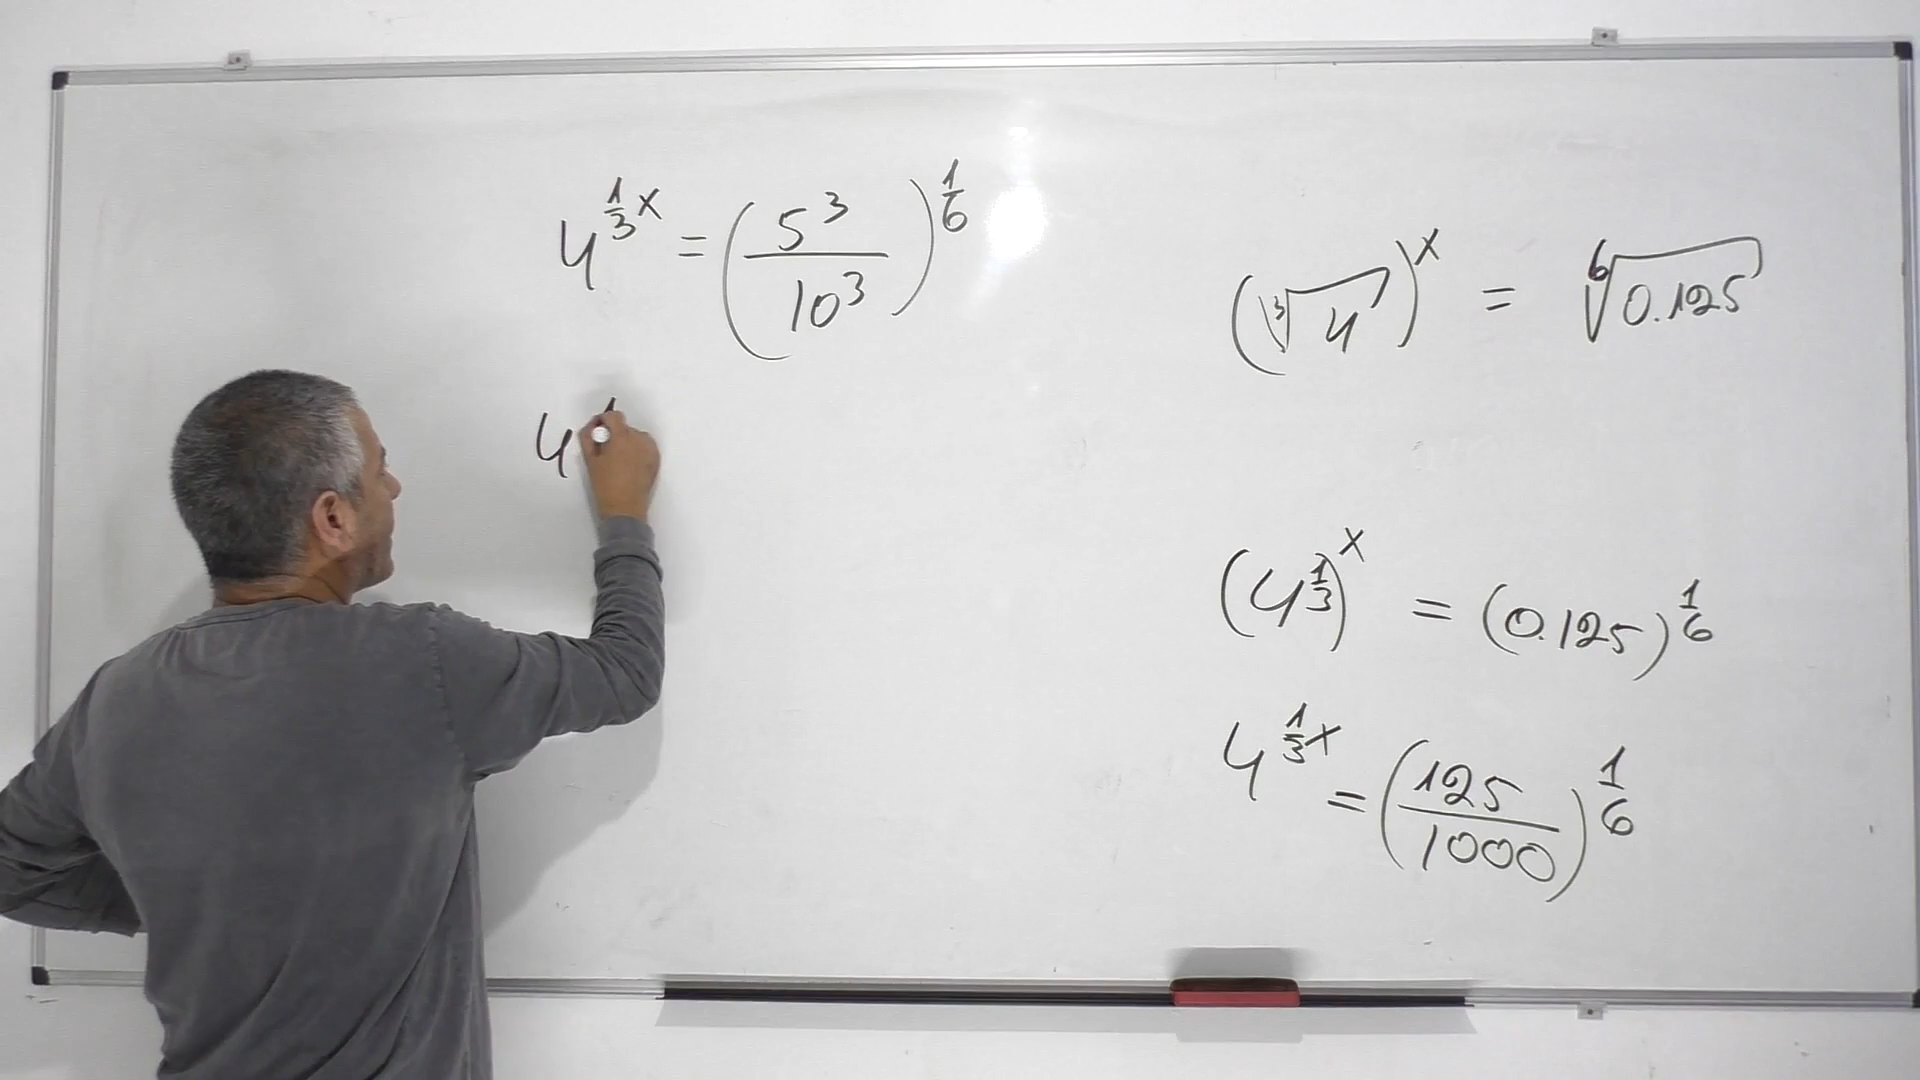 (∛4)^x = ⁶√0.125
(4^{1/3})^x = (0.125)^{1/6}
4^{1/3 x} = (125/1000)^{1/6}
4^{1/3 x} = (5^3/10^3)^{1/6}
4